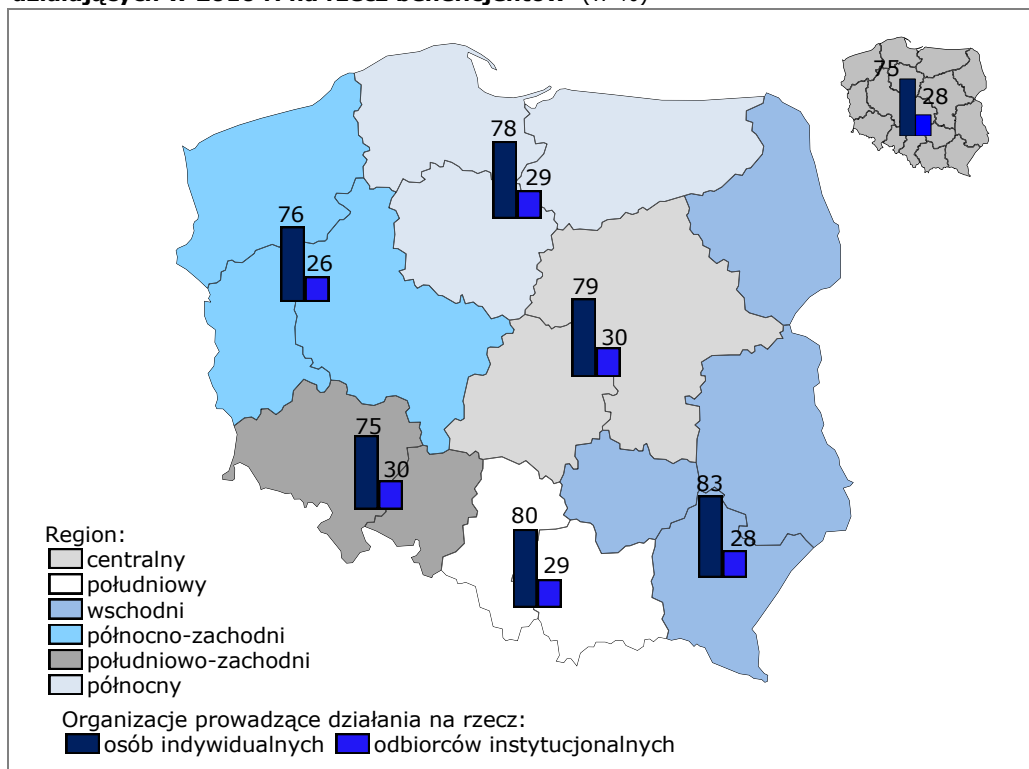 75
28
78
29
76
26
79
30
75
30
83
28
80
29
Region:
centralny
południowy
wschodni
północno-zachodni
południowo-zachodni
północny
Organizacje prowadzące działania na rzecz:
osób indywidualnych odbiorców instytucjonalnych